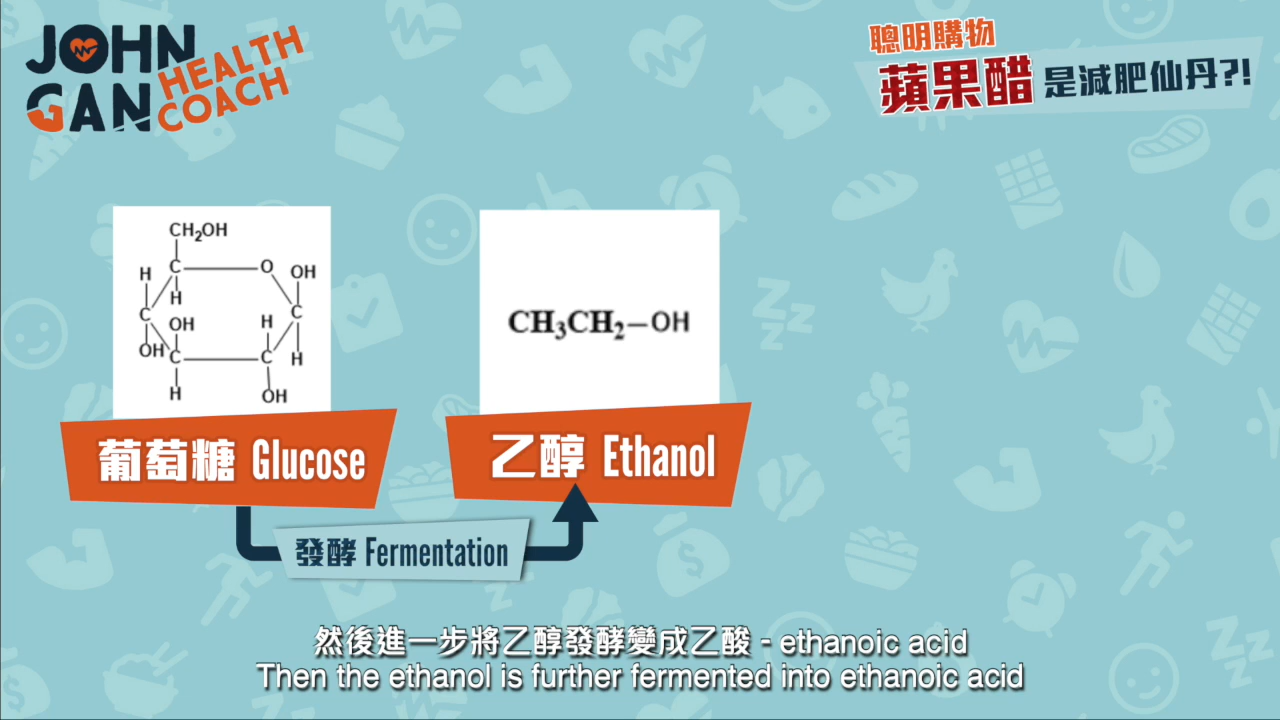 JOHN
GAN
HEALTH
COACH
聰明購物
蘋果醋 是減肥仙丹?!
CH₂OH
C O OH
H
H
C OH H C
OH C C H
H OH
CH₃CH₂–OH
葡萄糖 Glucose
乙醇 Ethanol
發酵 Fermentation
然後進一步將乙醇發酵變成乙酸 - ethanoic acid
Then the ethanol is further fermented into ethanoic acid